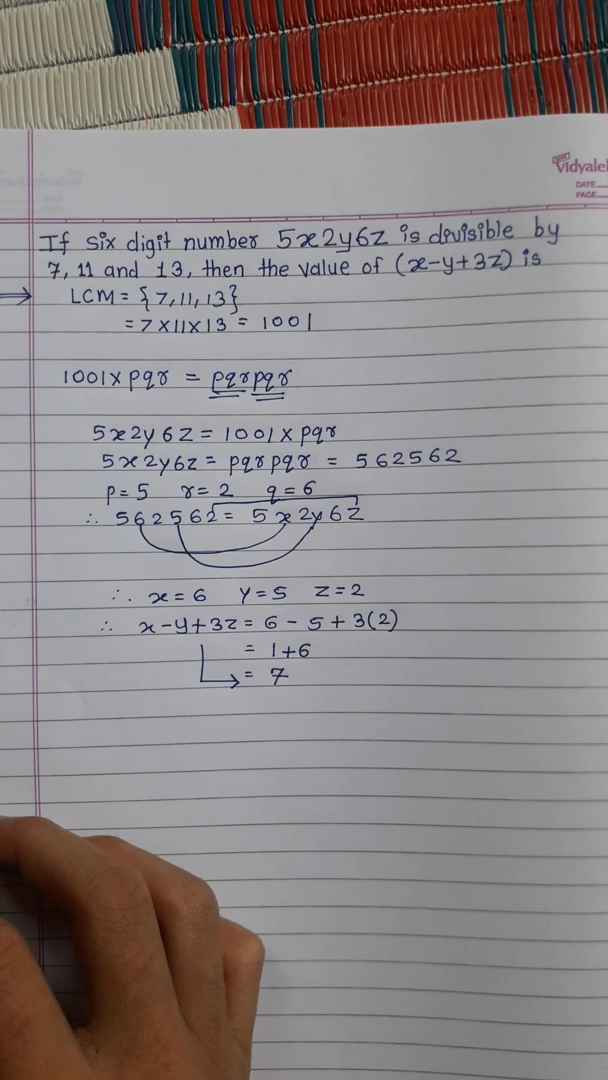 Vidyale
DATE
PAGE
If six digit number 5x2y6z is divisible by
7, 11 and 13, then the value of (x-y+3z) is
⇒ LCM = {7,11,13}
= 7×11×13 = 1001
1001 × pqr = pqrpqr
5x2y6z = 1001 × pqr
5x2y6z = pqrpqr = 562562
p=5 r=2 q=6
∴ 562562 = 5x2y6z
∴ x=6 y=5 z=2
∴ x-y+3z = 6-5+3(2)
= 1+6
= 7